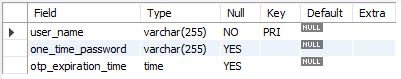 Field Type Null Key Default Extra
user_name varchar(255) NO PRI NULL
one_time_password varchar(255) YES NULL
otp_expiration_time time YES NULL